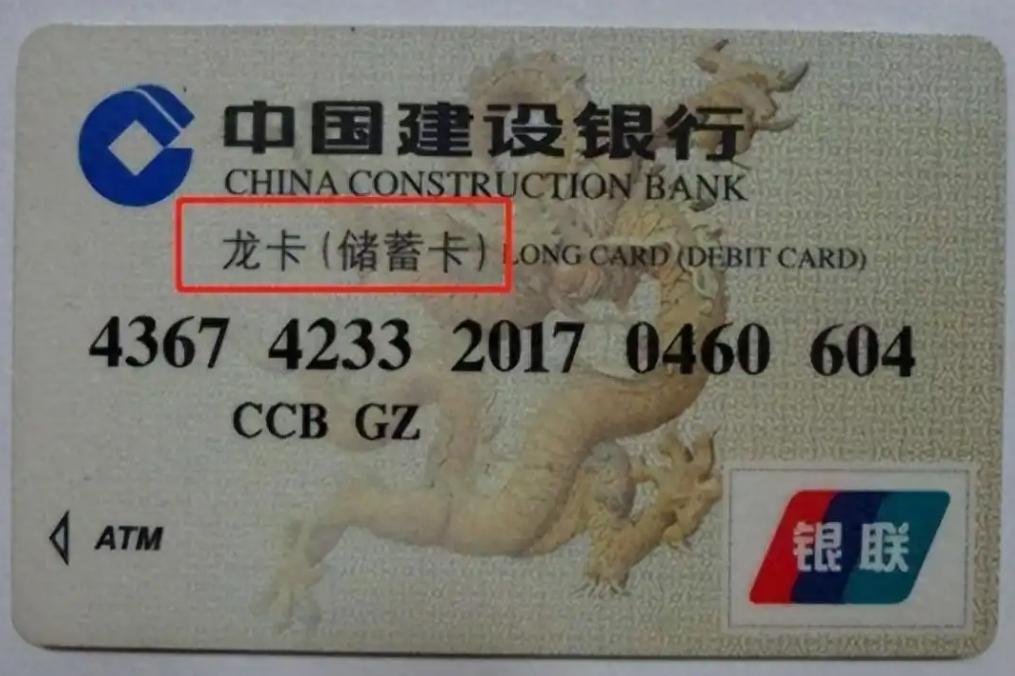 中国建设银行
CHINA CONSTRUCTION BANK
龙卡(储蓄卡) LONG CARD (DEBIT CARD)
4367 4233 2017 0460 604
CCB GZ
ATM
银联